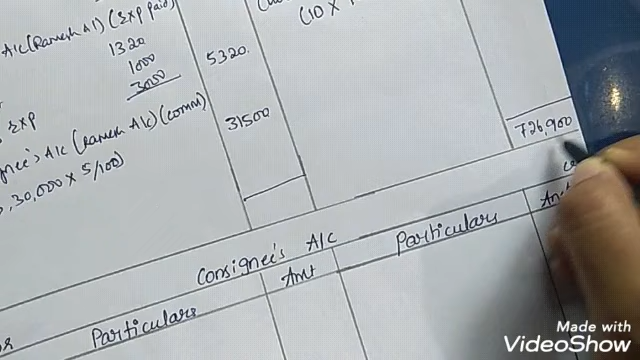 A/c (Ramesh A/c) (Exp paid)
1320
1000
3000
5320.
(10 X
Exp
A/c (Ramesh A/c) (comm)
30,000 x 5/100)
31500
726,900
Consignee's A/c
Particulars
Amt
Particulars
Amt
Made with
VideoShow